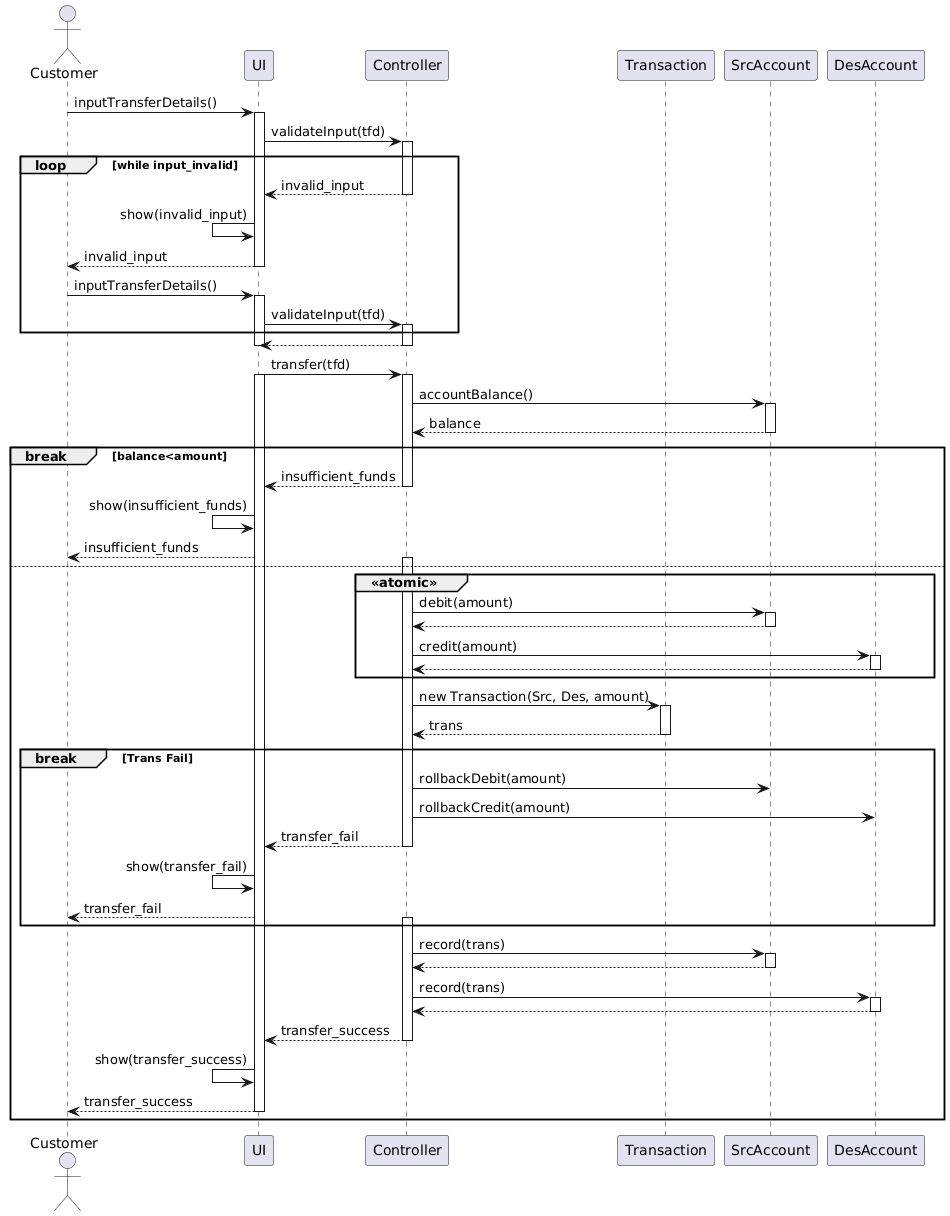 Customer
UI
Controller
Transaction
SrcAccount
DesAccount
inputTransferDetails()
validateInput(tfd)
loop [while input_invalid]
invalid_input
show(invalid_input)
invalid_input
inputTransferDetails()
validateInput(tfd)
transfer(tfd)
accountBalance()
balance
break [balance<amount]
insufficient_funds
show(insufficient_funds)
insufficient_funds
«atomic»
debit(amount)
credit(amount)
new Transaction(Src, Des, amount)
trans
break [Trans Fail]
rollbackDebit(amount)
rollbackCredit(amount)
transfer_fail
show(transfer_fail)
transfer_fail
record(trans)
record(trans)
transfer_success
show(transfer_success)
transfer_success
Customer
UI
Controller
Transaction
SrcAccount
DesAccount